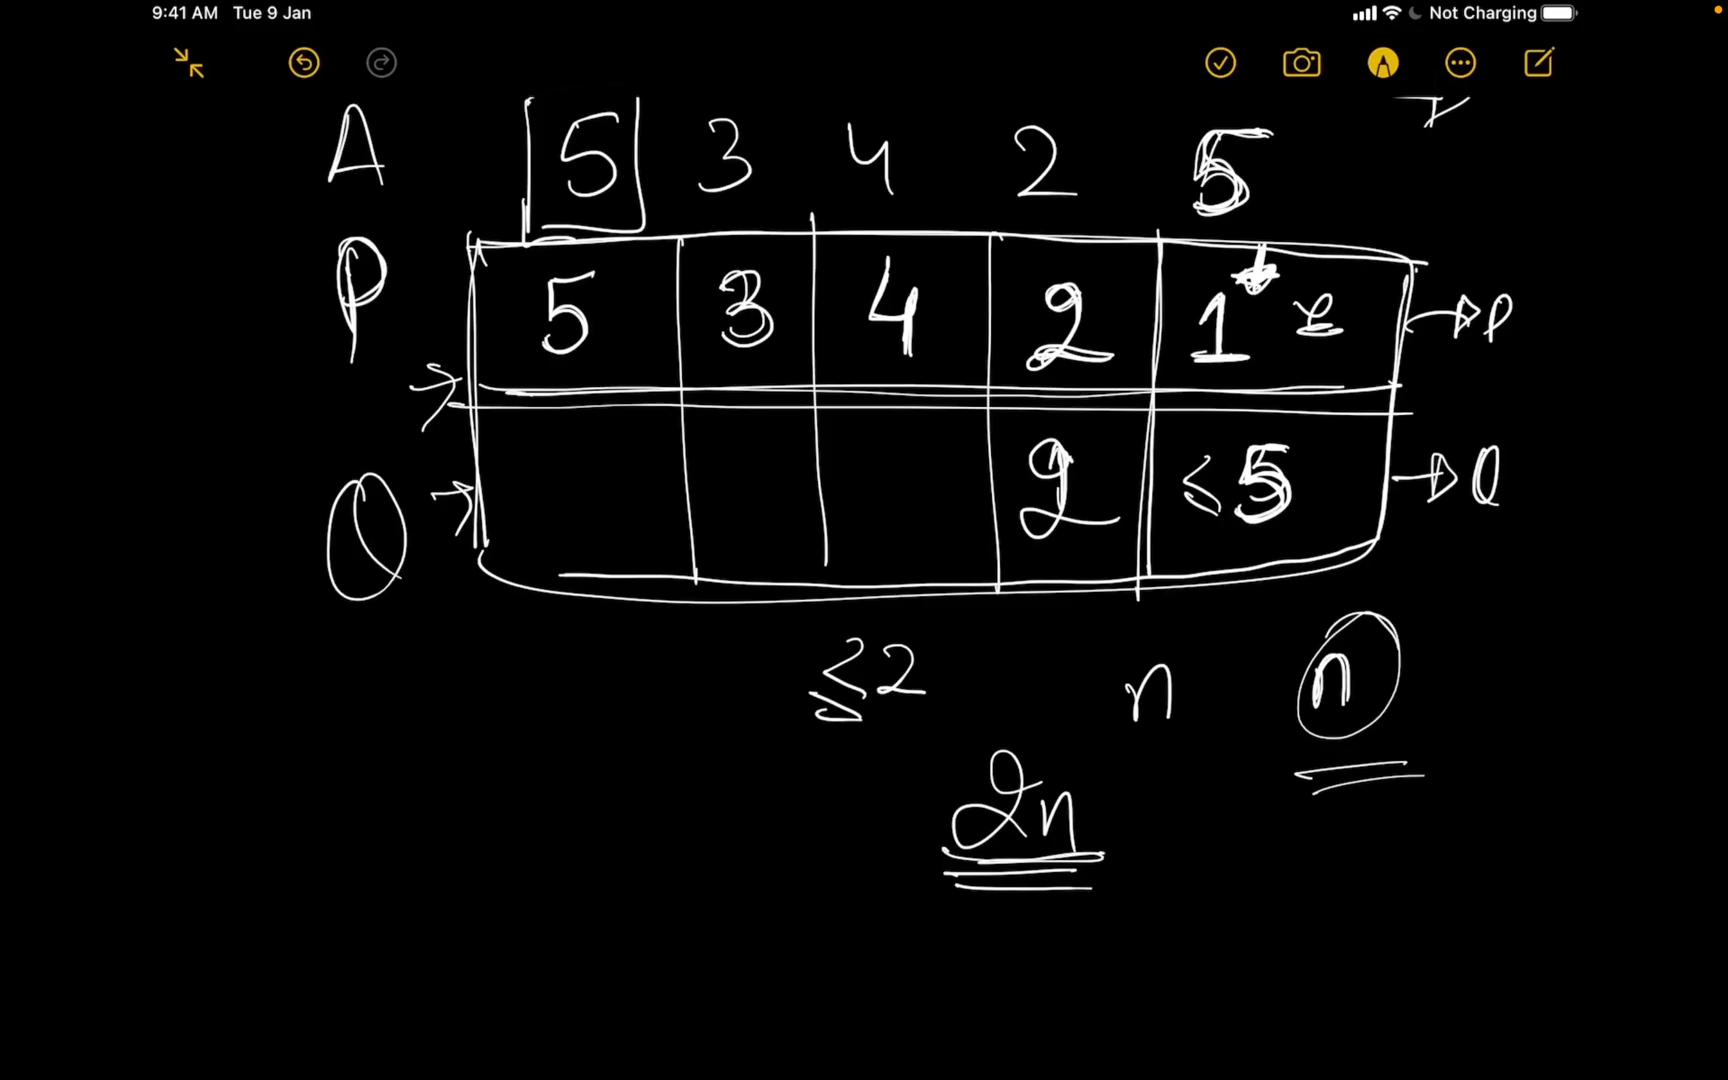 9:41 AM Tue 9 Jan Not Charging
A 5 3 4 2 5
P 5 3 4 2 1 P
Q 2 ≤ 5 Q
≤ 2 n n
2n